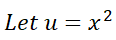 Let u = x²